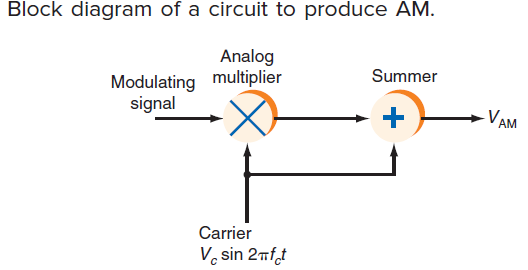 Block diagram of a circuit to produce AM.
Analog
multiplier
Modulating
signal
Summer
+
V_AM
Carrier
V_c sin 2πf_ct